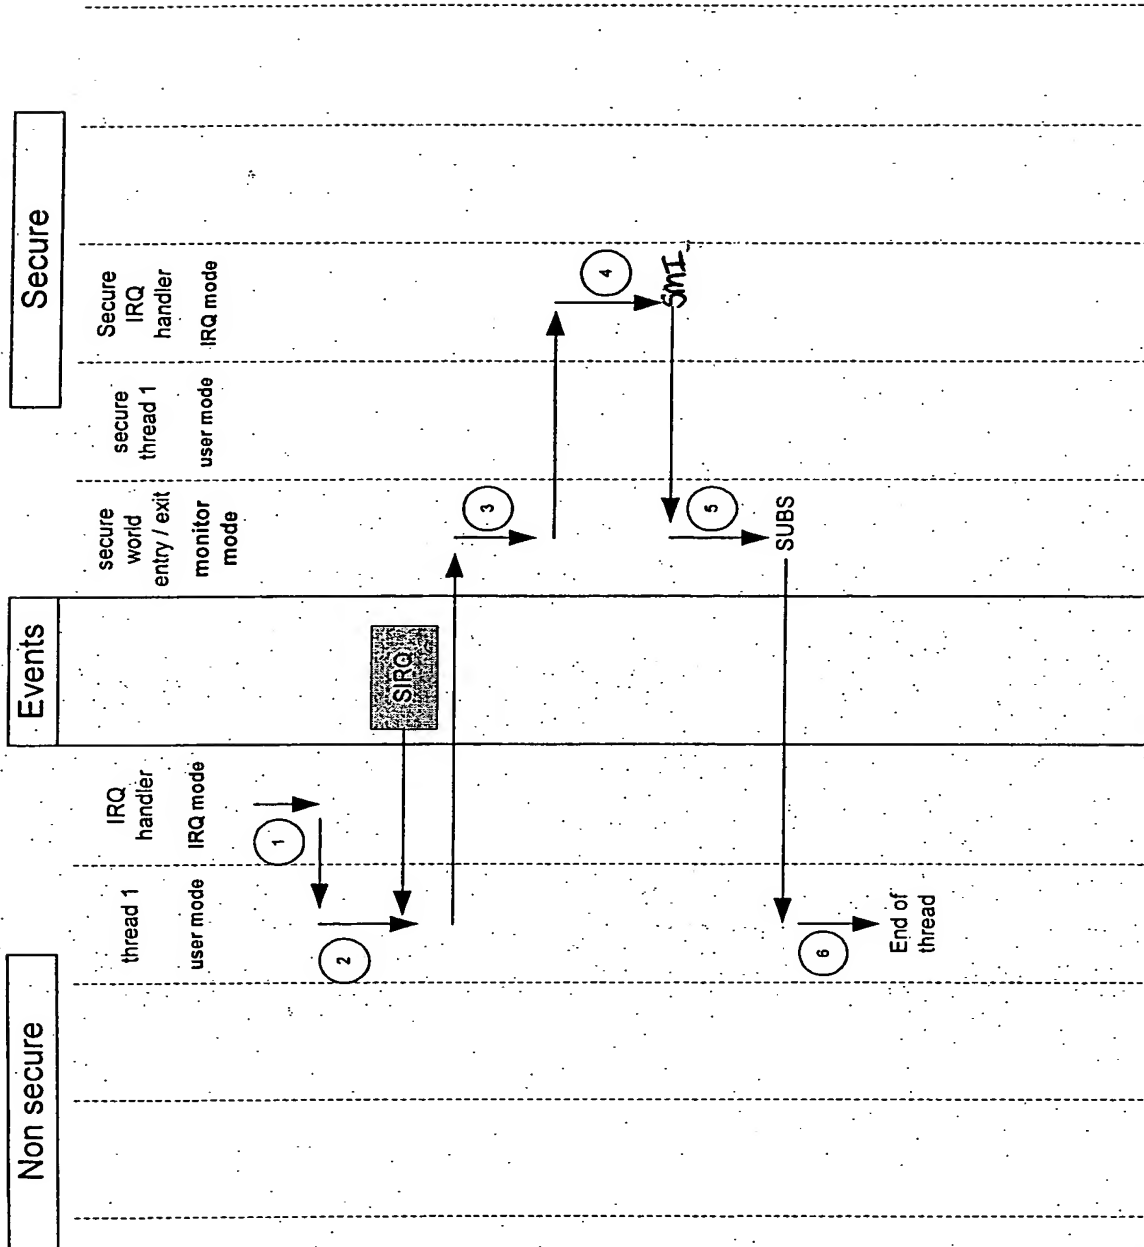 Non secure
Events
Secure
thread 1
user mode
IRQ
handler
IRQ mode
secure
world
entry / exit
monitor
mode
secure
thread 1
user mode
Secure
IRQ
handler
IRQ mode
1
2
SIRQ
3
4
SMI
5
SUBS
6
End of
thread